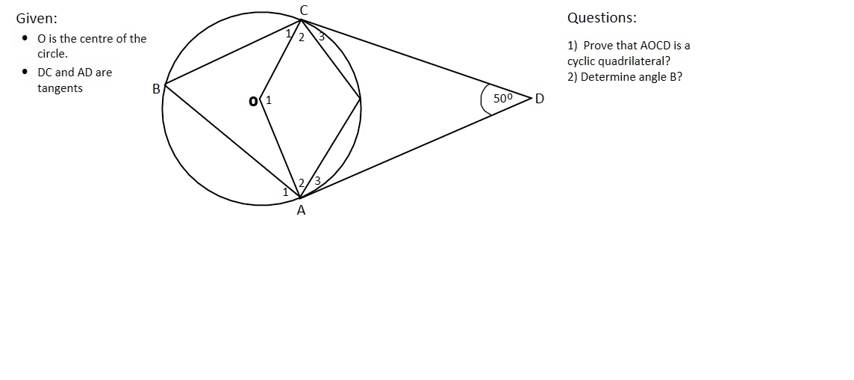 Given:
• O is the centre of the
circle.
• DC and AD are
tangents
C
1 2 3
B
O 1
50⁰ D
2 3
1
A
Questions:
1) Prove that AOCD is a
cyclic quadrilateral?
2) Determine angle B?